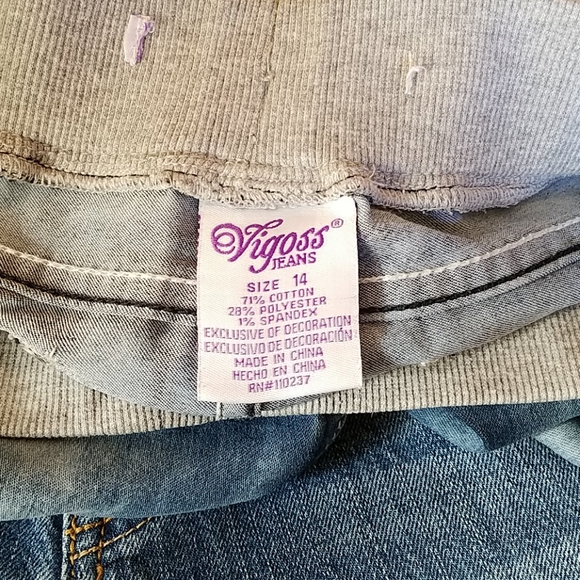 Vigoss®
JEANS
SIZE 14
71% COTTON
28% POLYESTER
1% SPANDEX
EXCLUSIVE OF DECORATION
EXCLUSIVO DE DECORACIÓN
MADE IN CHINA
HECHO EN CHINA
RN#110237